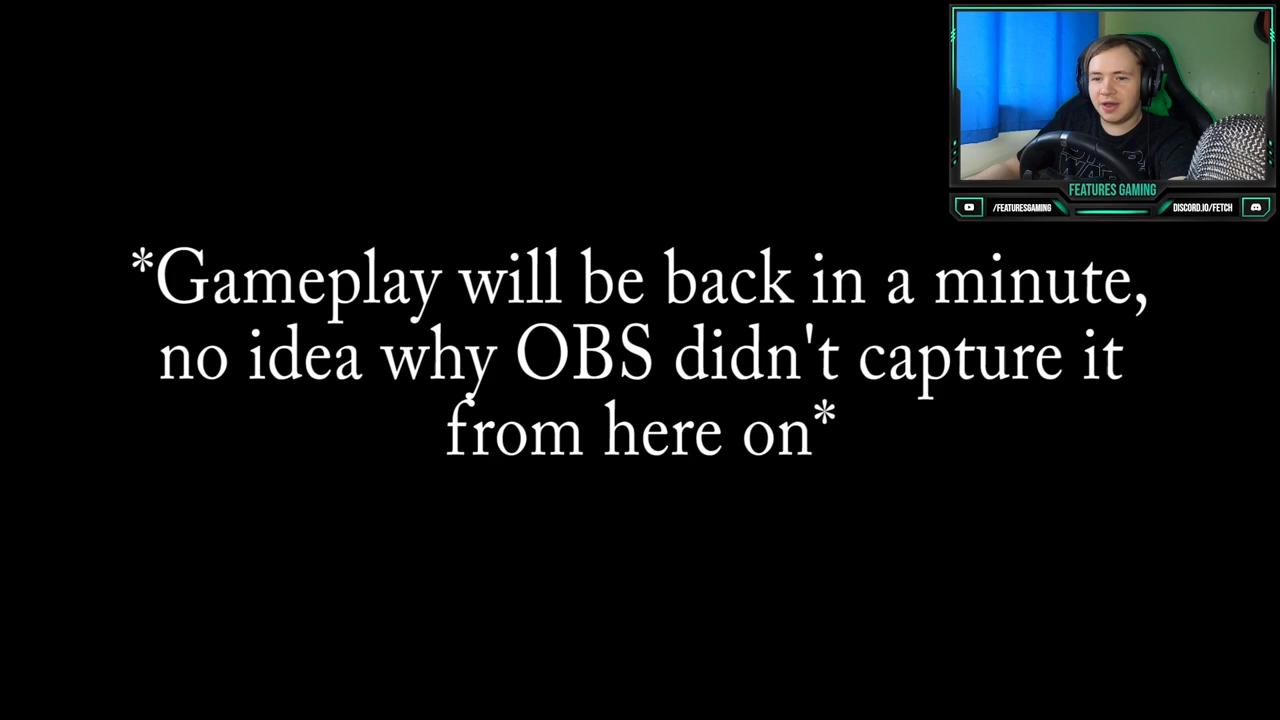 FEATURES GAMING
/FEATURESGAMING
DISCORD.IO/FETCH
*Gameplay will be back in a minute,
no idea why OBS didn't capture it
from here on*